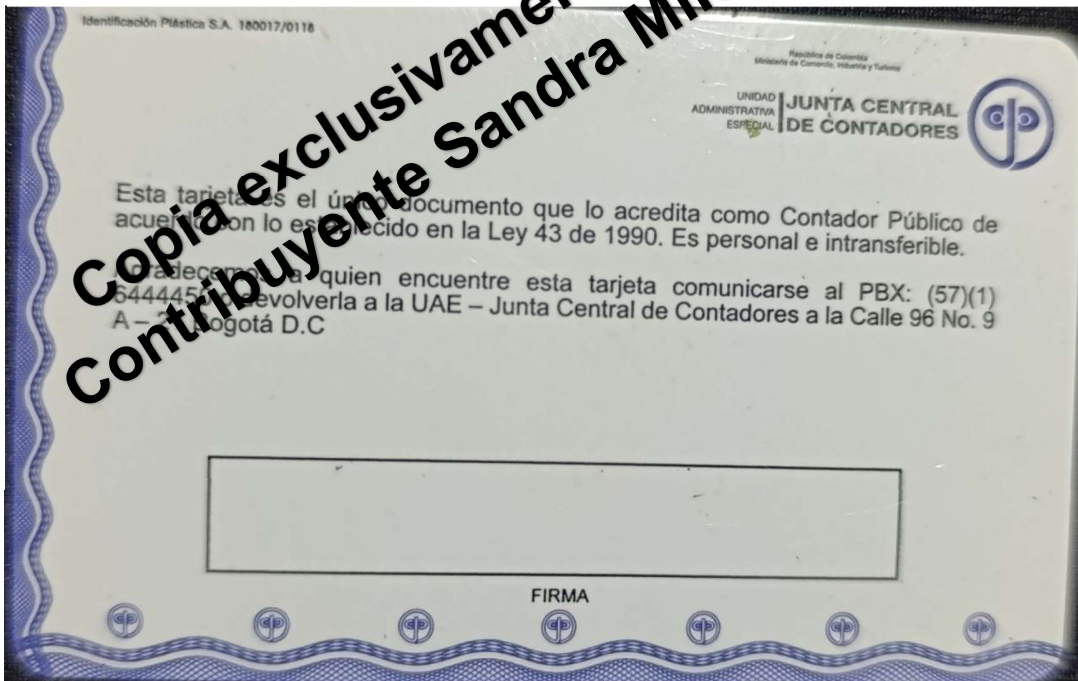 Identificación Plástica S.A. 180017/0118
República de Colombia
Ministerio de Comercio, Industria y Turismo
UNIDAD
ADMINISTRATIVA
ESPECIAL
JUNTA CENTRAL
DE CONTADORES
Copia exclusivame
Contribuyente Sandra
Esta tarjeta es el único documento que lo acredita como Contador Público de
acuerdo con lo establecido en la Ley 43 de 1990. Es personal e intransferible.
Agradecemos a quien encuentre esta tarjeta comunicarse al PBX: (57)(1)
devolverla a la UAE – Junta Central de Contadores a la Calle 96 No. 9
A – Bogotá D.C
FIRMA